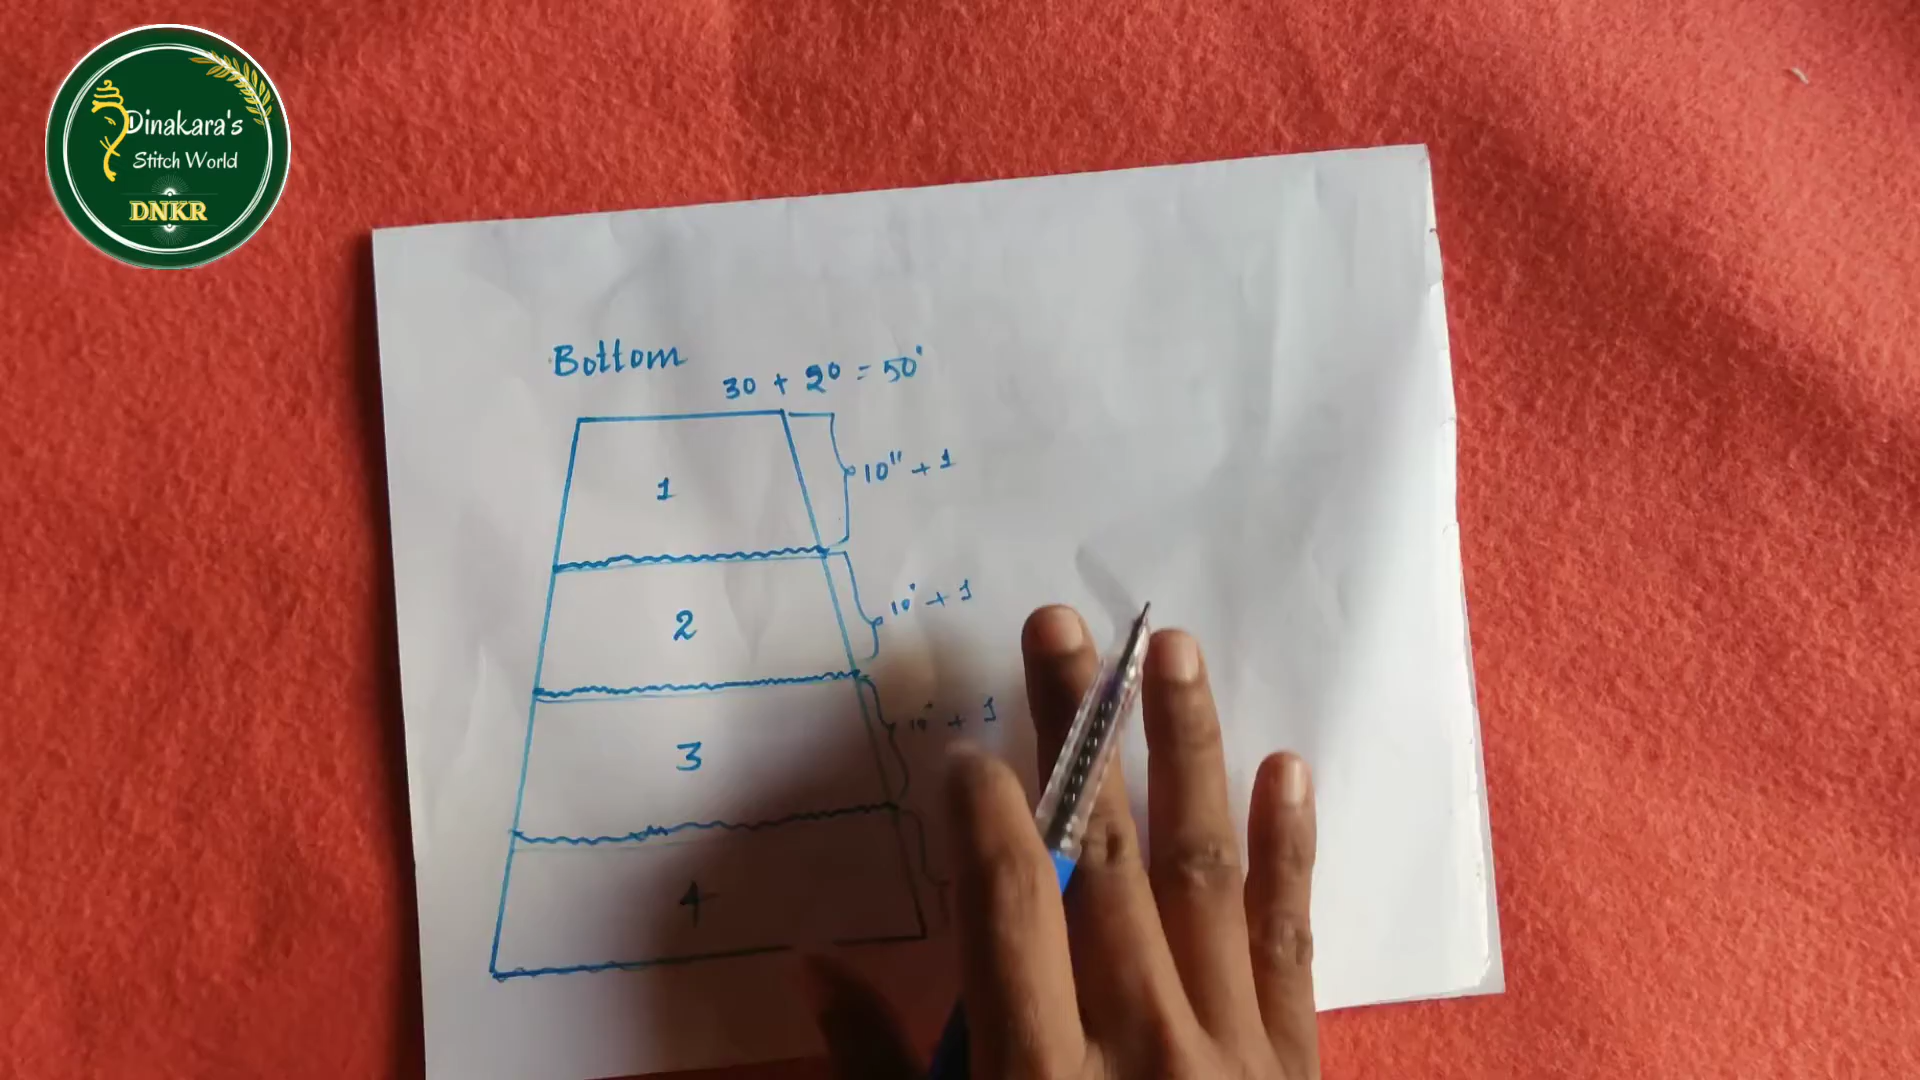 Dinakara's
Stitch World
DNKR
Bottom
30 + 20 = 50"
1
10" + 1
2
10" + 1
3
10" + 1
4